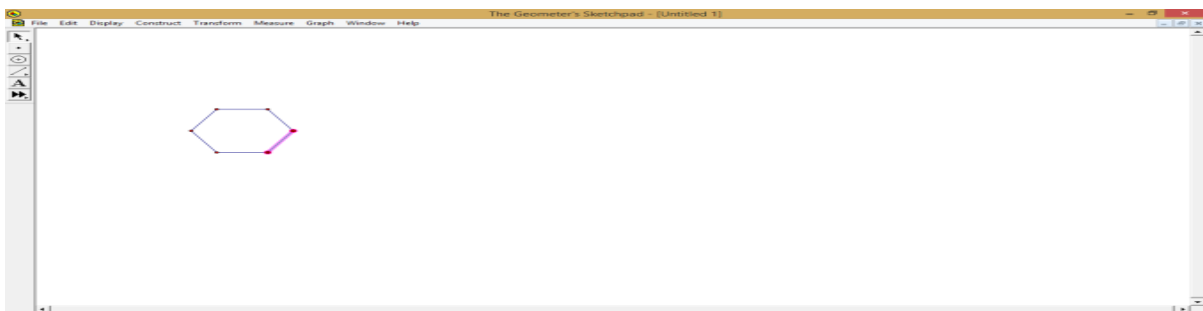 The Geometer's Sketchpad - [Untitled 1]
File Edit Display Construct Transform Measure Graph Window Help
A